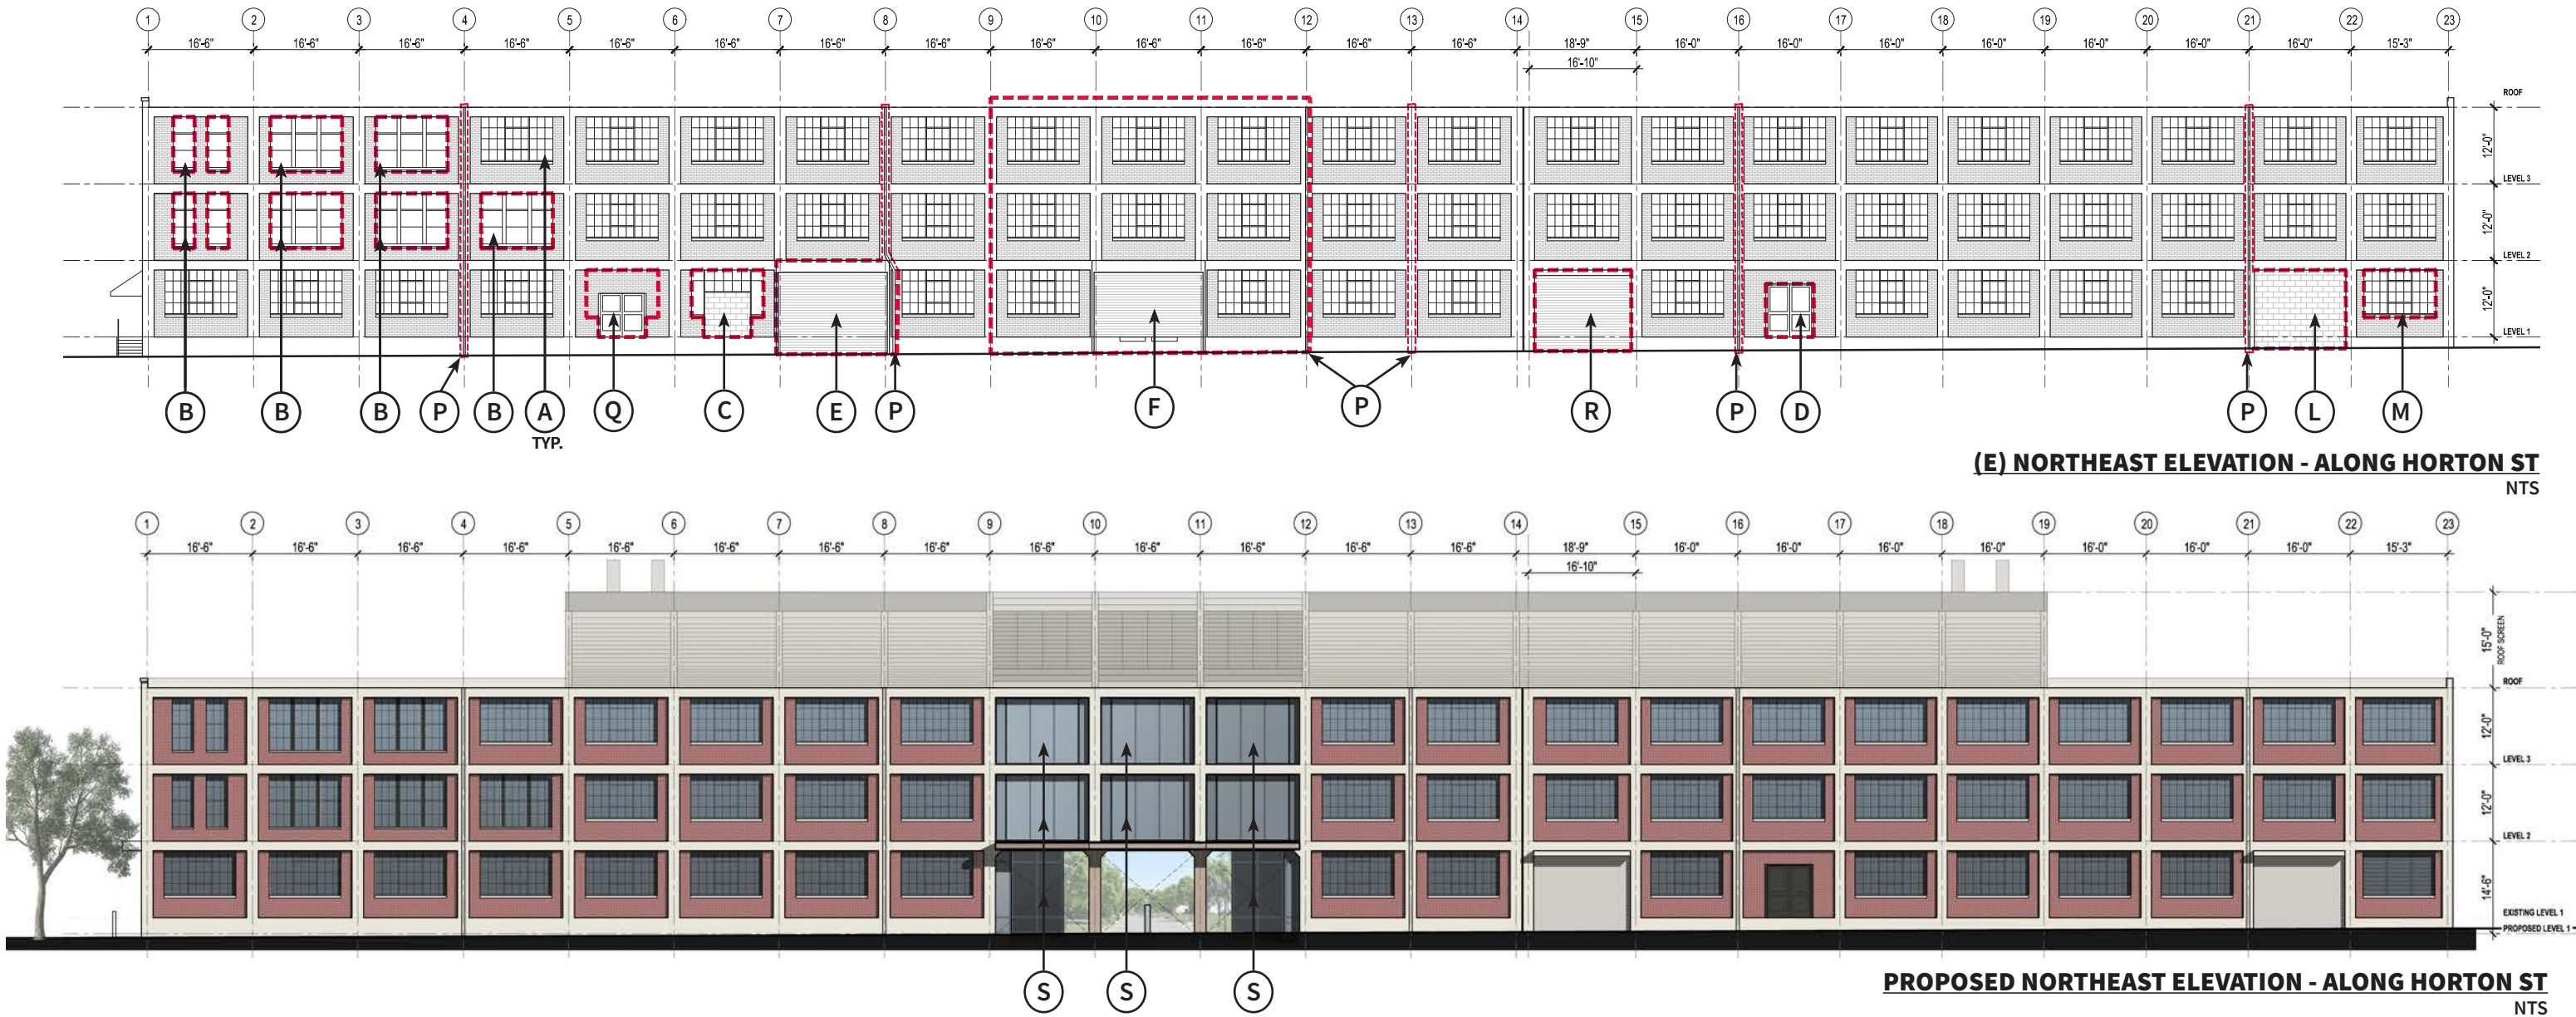 1 2 3 4 5 6 7 8 9 10 11 12 13 14 15 16 17 18 19 20 21 22 23
16'-6" 16'-6" 16'-6" 16'-6" 16'-6" 16'-6" 16'-6" 16'-6" 16'-6" 16'-6" 16'-6" 16'-6" 16'-6" 18'-9" 16'-0" 16'-0" 16'-0" 16'-0" 16'-0" 16'-0" 16'-0" 15'-3"
16'-10"
ROOF
12'-0"
LEVEL 3
12'-0"
LEVEL 2
12'-0"
LEVEL 1
B B B P B A Q C E P F P R P D P L M
TYP.
(E) NORTHEAST ELEVATION - ALONG HORTON ST
NTS
1 2 3 4 5 6 7 8 9 10 11 12 13 14 15 16 17 18 19 20 21 22 23
16'-6" 16'-6" 16'-6" 16'-6" 16'-6" 16'-6" 16'-6" 16'-6" 16'-6" 16'-6" 16'-6" 16'-6" 16'-6" 18'-9" 16'-0" 16'-0" 16'-0" 16'-0" 16'-0" 16'-0" 16'-0" 15'-3"
16'-10"
15'-0"
ROOF SCREEN
ROOF
12'-0"
LEVEL 3
12'-0"
LEVEL 2
14'-6"
EXISTING LEVEL 1
PROPOSED LEVEL 1
S S S
PROPOSED NORTHEAST ELEVATION - ALONG HORTON ST
NTS